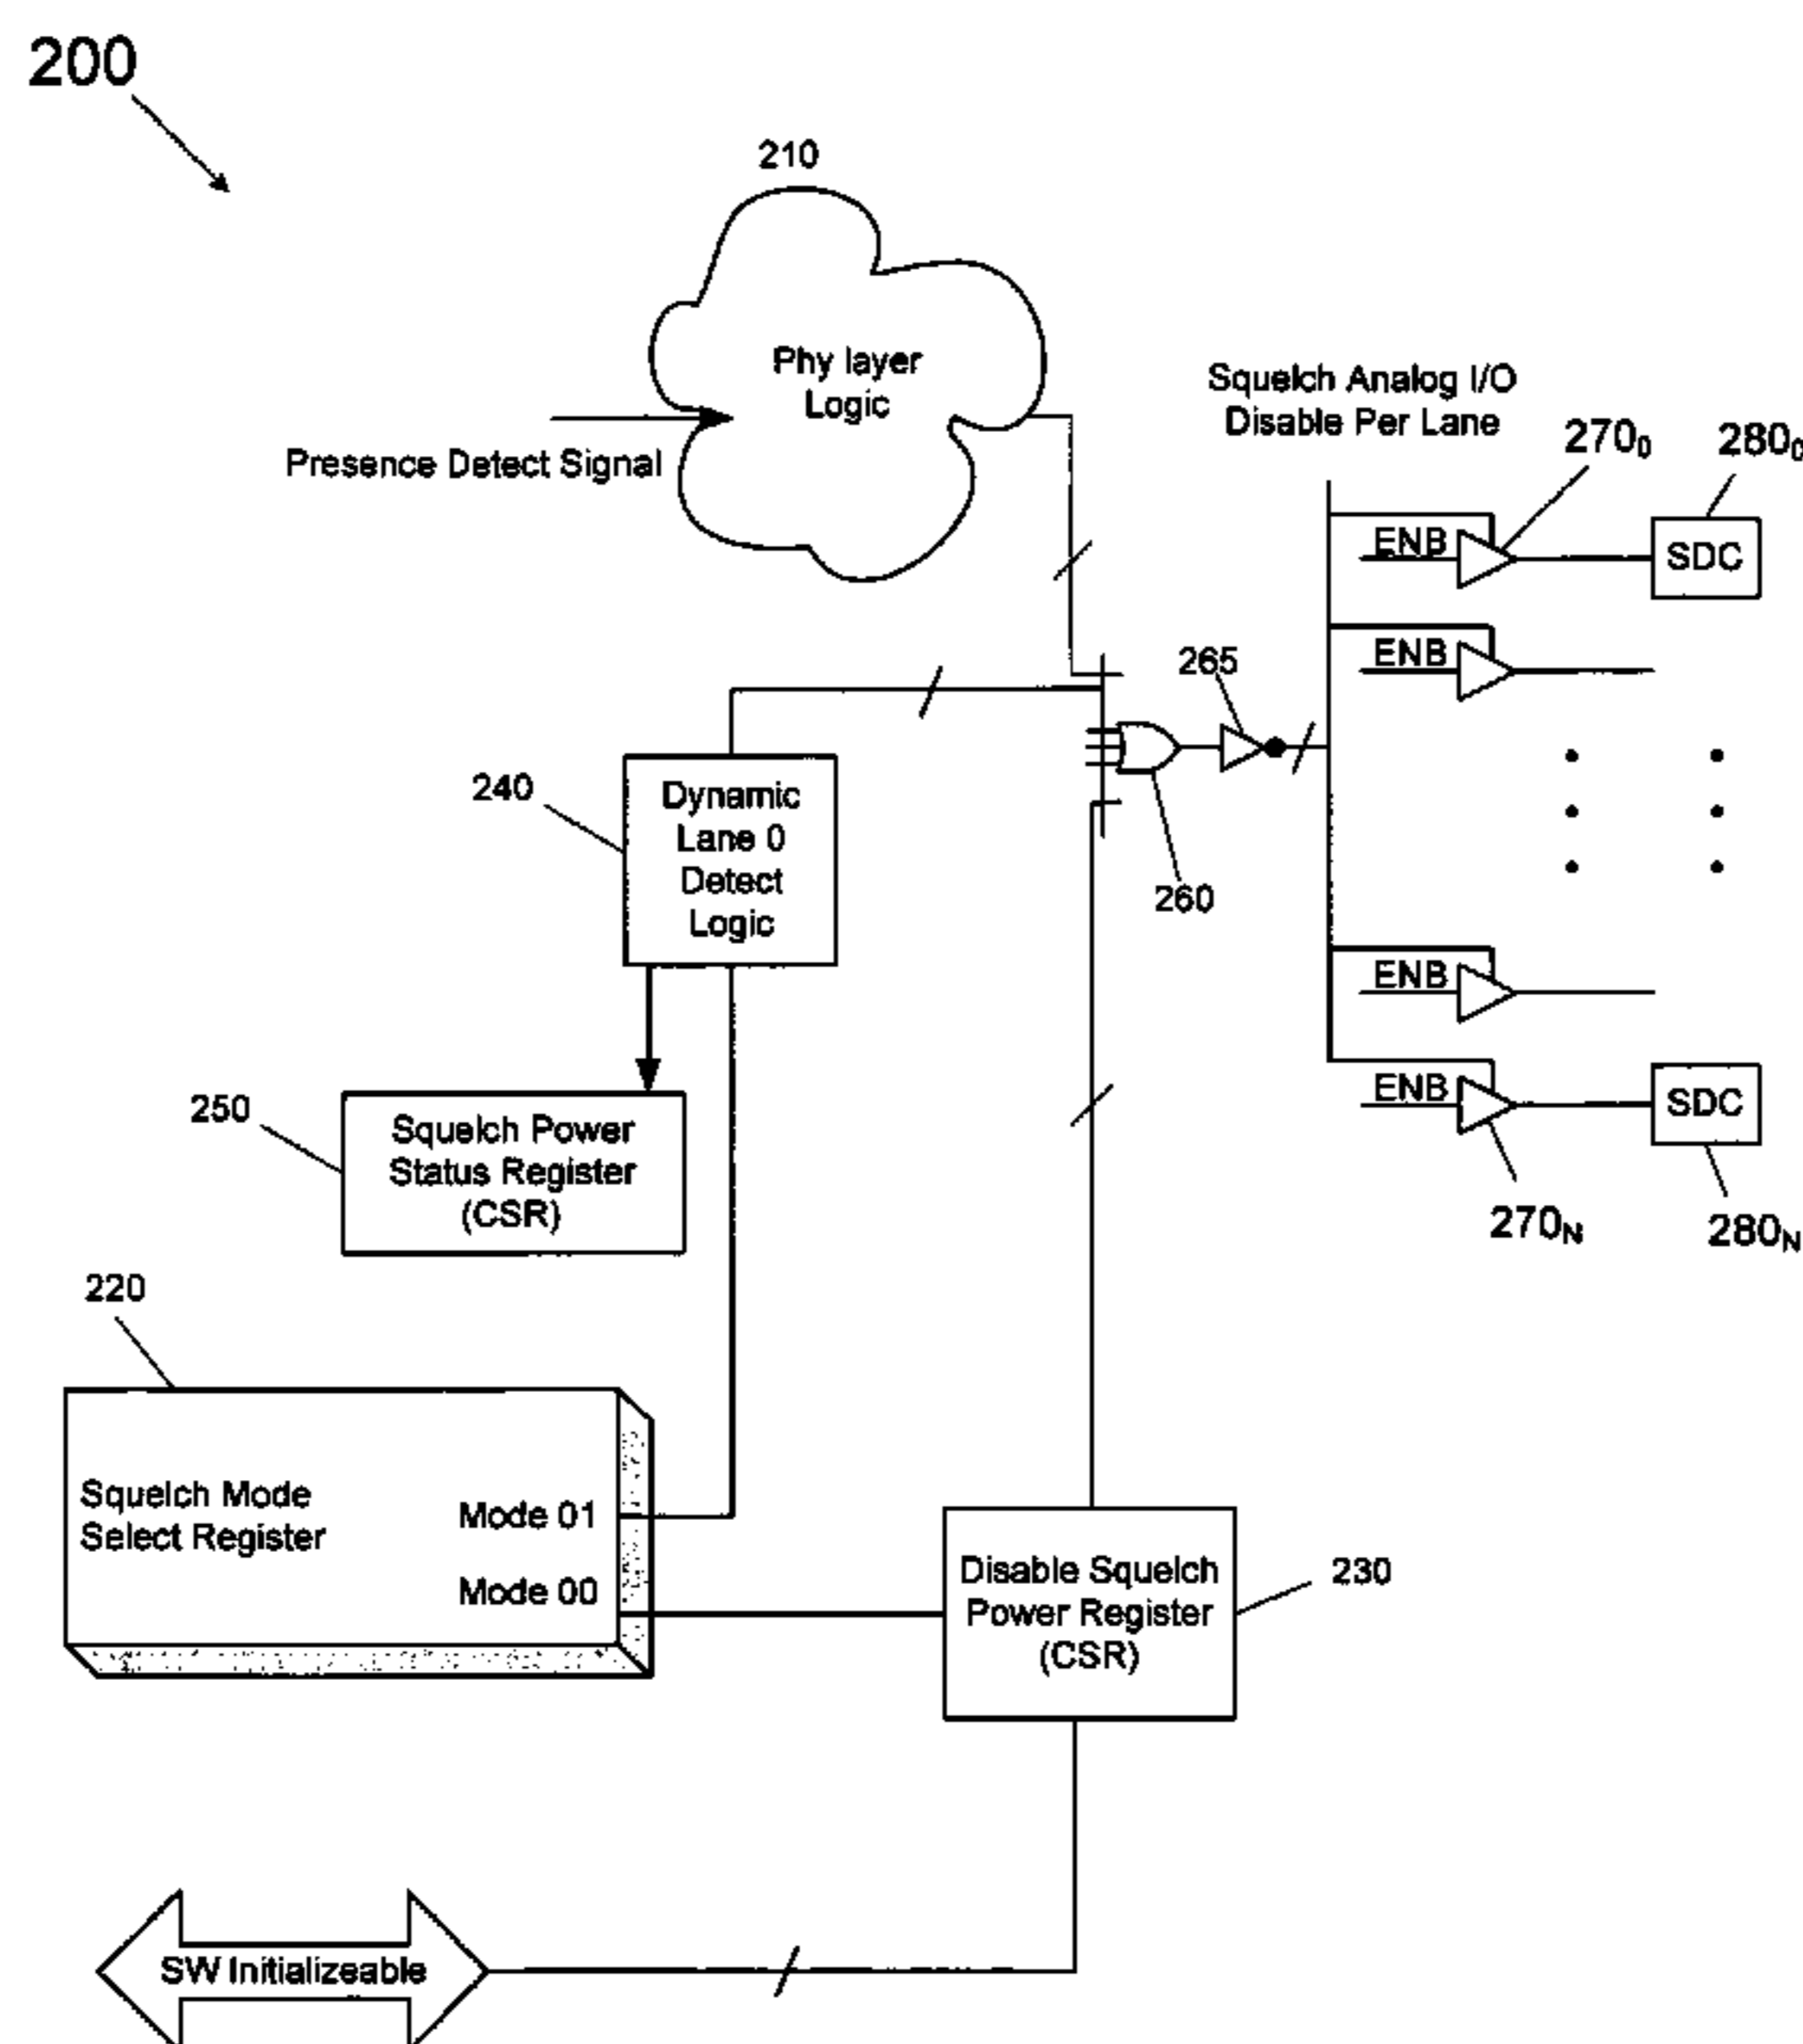 200
210
Phy layer
Logic
Presence Detect Signal
Squelch Analog I/O
Disable Per Lane
270₀
280₀
ENB
SDC
ENB
265
260
240
Dynamic
Lane 0
Detect
Logic
ENB
ENB
SDC
270N
280N
250
Squelch Power
Status Register
(CSR)
220
Squelch Mode
Select Register
Mode 01
Mode 00
Disable Squelch
Power Register
(CSR)
230
SW Initializeable